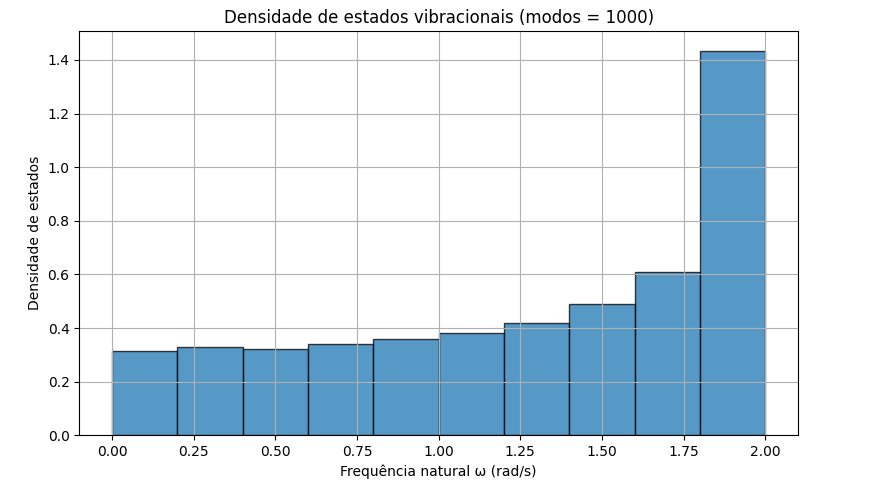 Densidade de estados vibracionais (modos = 1000)
Densidade de estados
1.4
1.2
1.0
0.8
0.6
0.4
0.2
0.0
0.00 0.25 0.50 0.75 1.00 1.25 1.50 1.75 2.00
Frequência natural ω (rad/s)